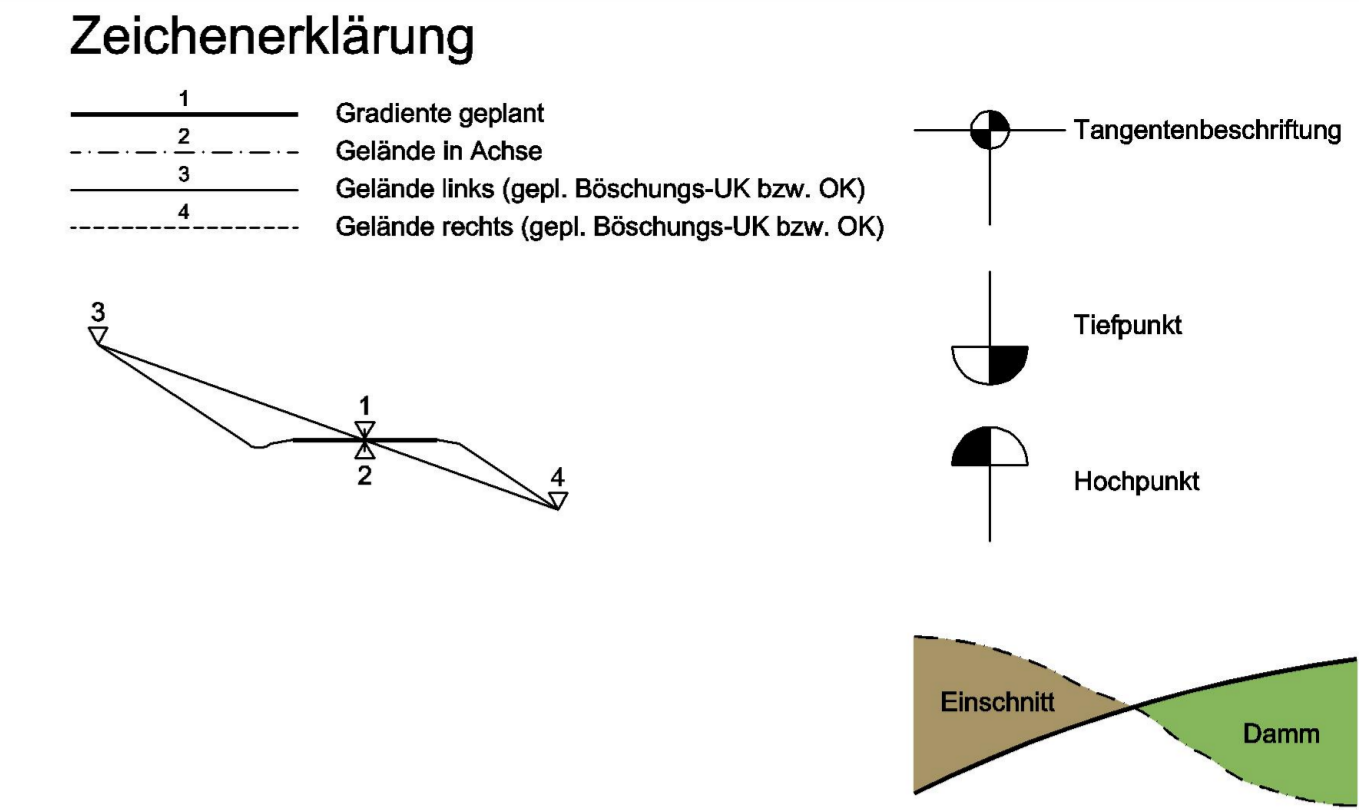 Zeichenerklärung
1
Gradiente geplant
2
Gelände in Achse
3
Gelände links (gepl. Böschungs-UK bzw. OK)
4
Gelände rechts (gepl. Böschungs-UK bzw. OK)
3
1
2
4
Tangentenbeschriftung
Tiefpunkt
Hochpunkt
Einschnitt
Damm